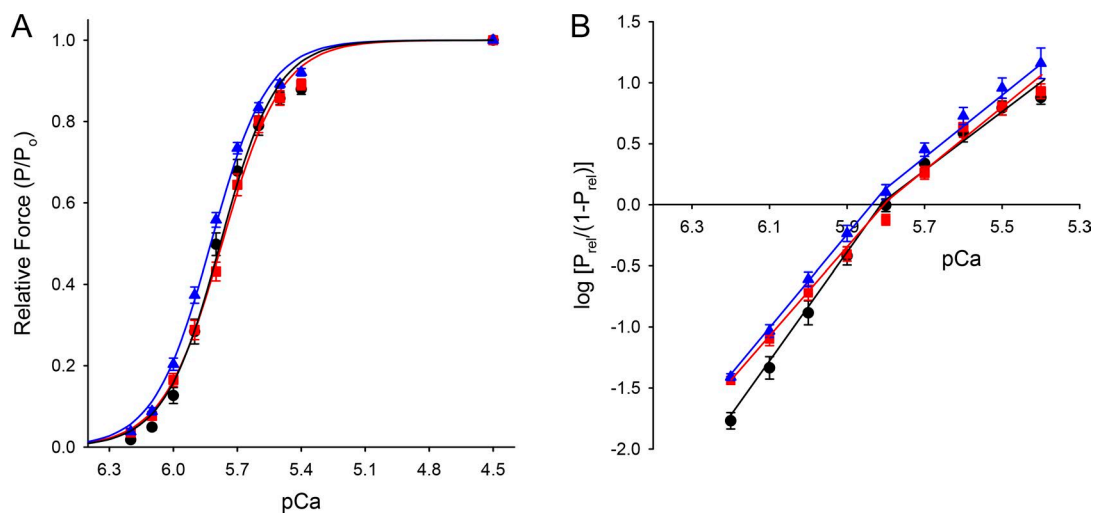 A
Relative Force (P/Po)
1.0
0.8
0.6
0.4
0.2
0.0
6.3 6.0 5.7 5.4 5.1 4.8 4.5
pCa
B
log [Prel/(1-Prel)]
1.5
1.0
0.5
0.0
-0.5
-1.0
-1.5
-2.0
6.3 6.1 5.9 5.7 5.5 5.3
pCa